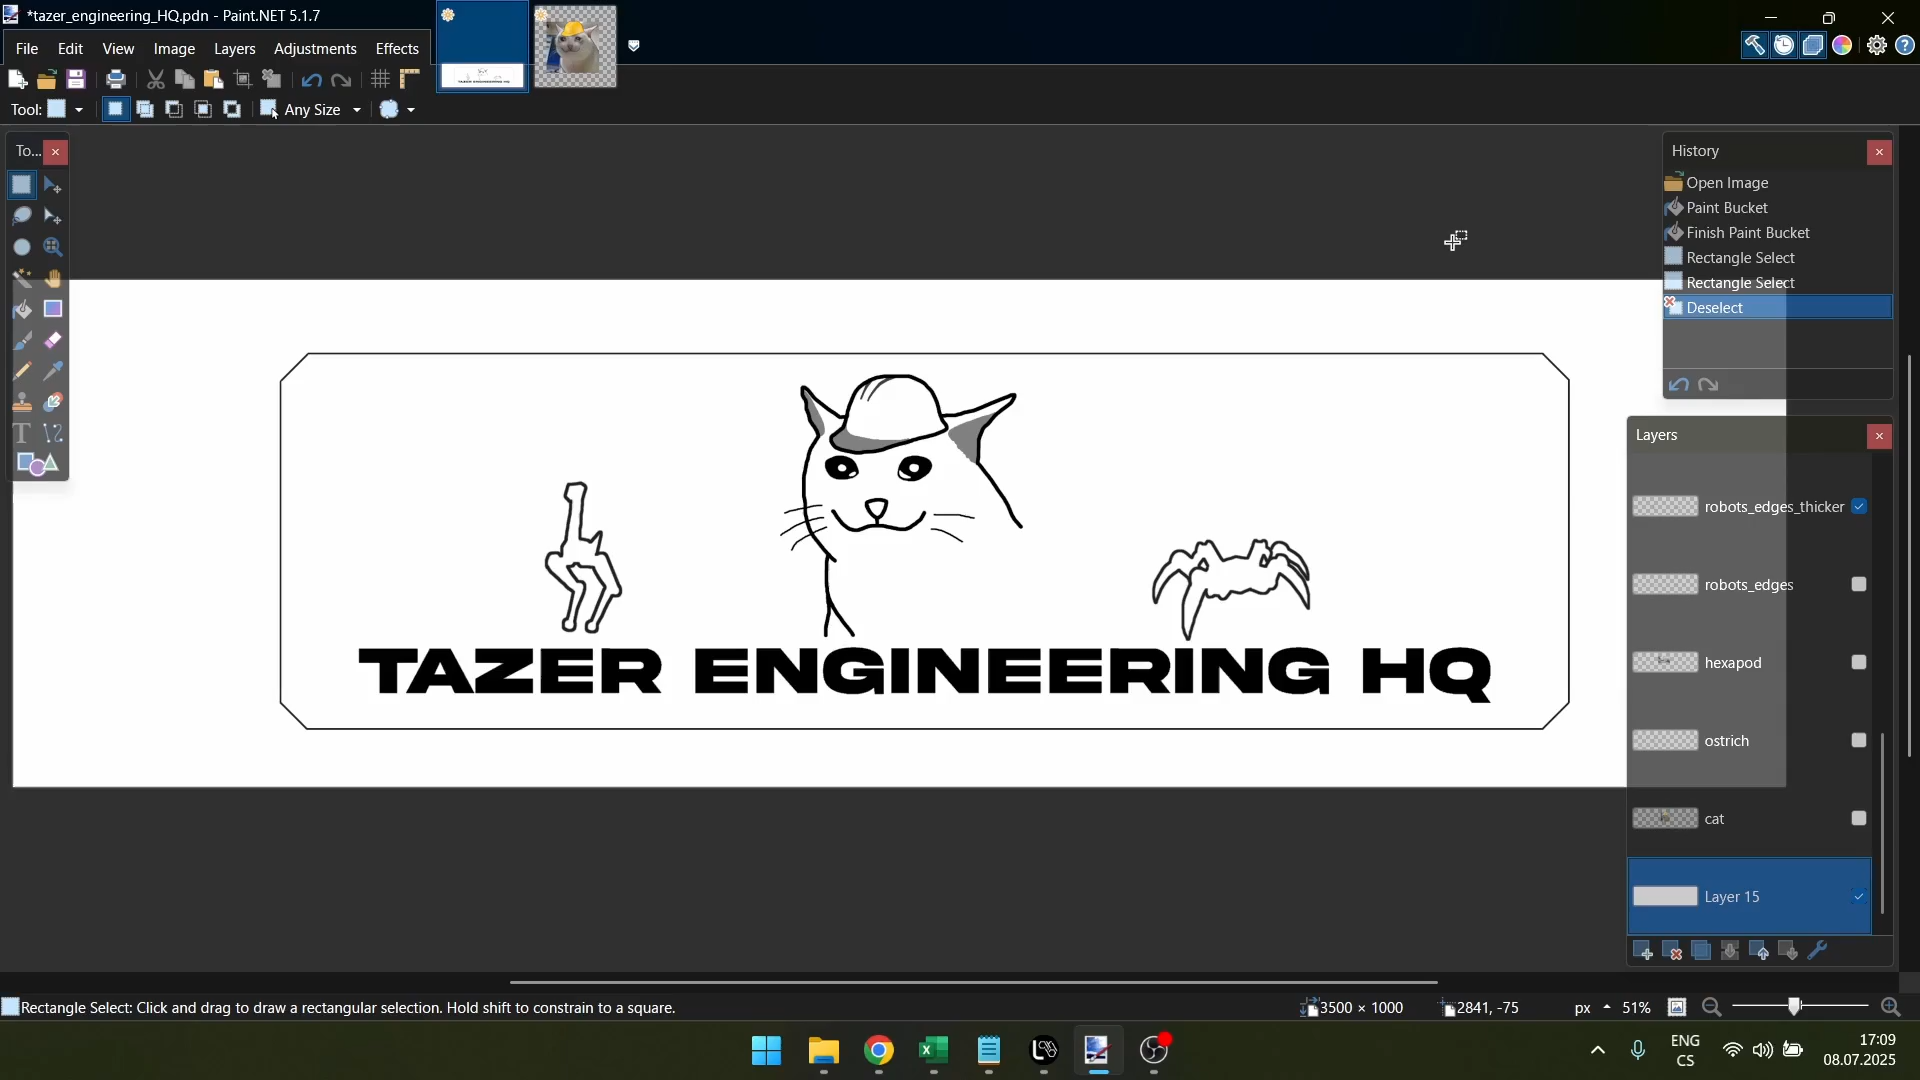 *tazer_engineering_HQ.pdn - Paint.NET 5.1.7
File Edit View Image Layers Adjustments Effects
Tool: Any Size
To...
History
Open Image
Paint Bucket
Finish Paint Bucket
Rectangle Select
Rectangle Select
Deselect
Layers
robots_edges_thicker
robots_edges
hexapod
ostrich
cat
Layer 15
TAZER ENGINEERING HQ
Rectangle Select: Click and drag to draw a rectangular selection. Hold shift to constrain to a square.
3500 × 1000
2841, -75
px
51%
ENG
CS
17:09
08.07.2025